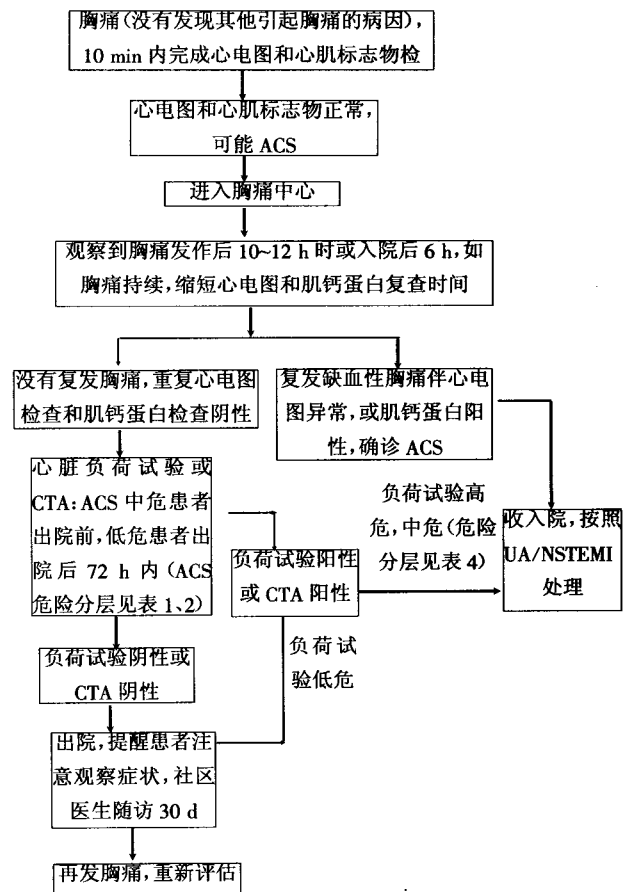 胸痛(没有发现其他引起胸痛的病因),
10 min 内完成心电图和心肌标志物检
心电图和心肌标志物正常,
可能 ACS
进入胸痛中心
观察到胸痛发作后 10~12 h 时或入院后 6 h,如
胸痛持续,缩短心电图和肌钙蛋白复查时间
没有复发胸痛,重复心电图
检查和肌钙蛋白检查阴性
复发缺血性胸痛伴心电
图异常,或肌钙蛋白阳
性,确诊 ACS
心脏负荷试验或
CTA:ACS 中危患者
出院前,低危患者出
院后 72 h 内(ACS
危险分层见表 1、2)
负荷试验阳性
或 CTA 阳性
负荷试验高
危,中危(危险
分层见表 4)
收入院,按照
UA/NSTEMI
处理
负荷试验阴性或
CTA 阴性
负荷试
验低危
出院,提醒患者注
意观察症状,社区
医生随访 30 d
再发胸痛,重新评估